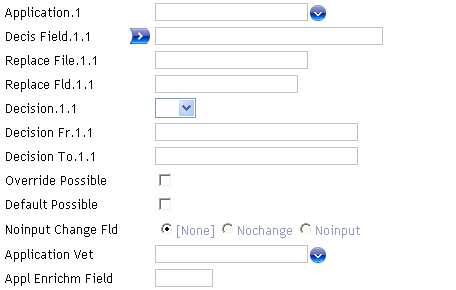 Application.1
Decis Field.1.1
Replace File.1.1
Replace Fld.1.1
Decision.1.1
Decision Fr.1.1
Decision To.1.1
Override Possible
Default Possible
Noinput Change Fld [None] Nochange Noinput
Application Vet
Appl Enrichm Field